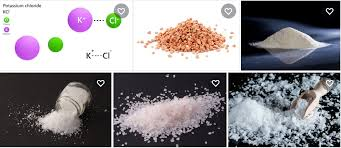 Potassium chloride
KCl
K⁺
Cl⁻
K⁺····Cl⁻